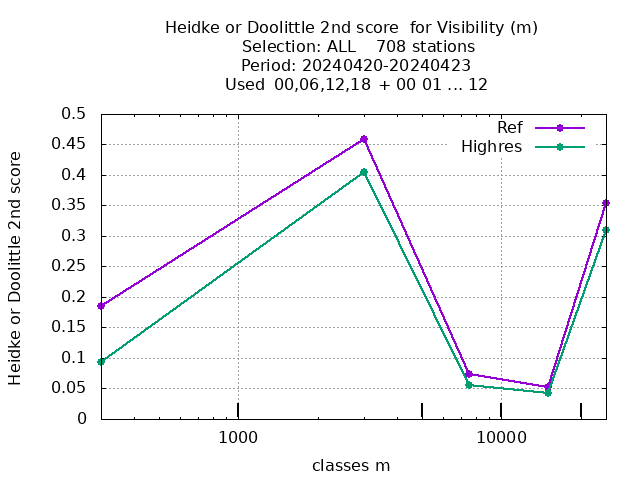 Heidke or Doolittle 2nd score  for Visibility (m)
Selection: ALL    708 stations
Period: 20240420-20240423
Used  00,06,12,18 + 00 01 ... 12
Ref
Highres
0.5
0.45
0.4
0.35
0.3
0.25
0.2
0.15
0.1
0.05
0
Heidke or Doolittle 2nd score
1000 10000
classes m